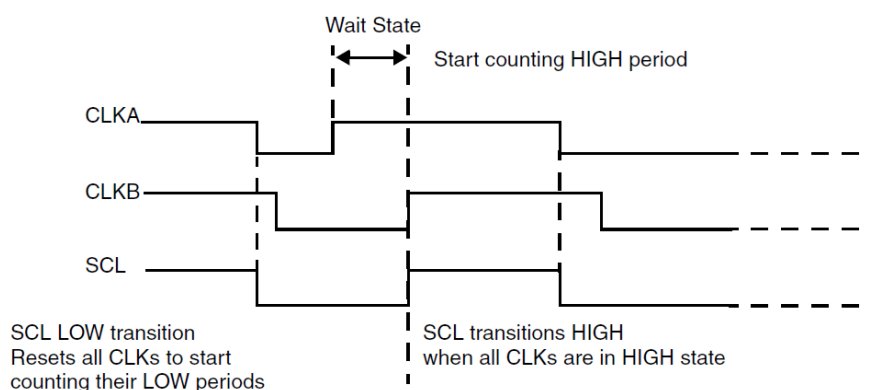 Wait State
Start counting HIGH period
CLKA
CLKB
SCL
SCL LOW transition
Resets all CLKs to start
counting their LOW periods
SCL transitions HIGH
when all CLKs are in HIGH state